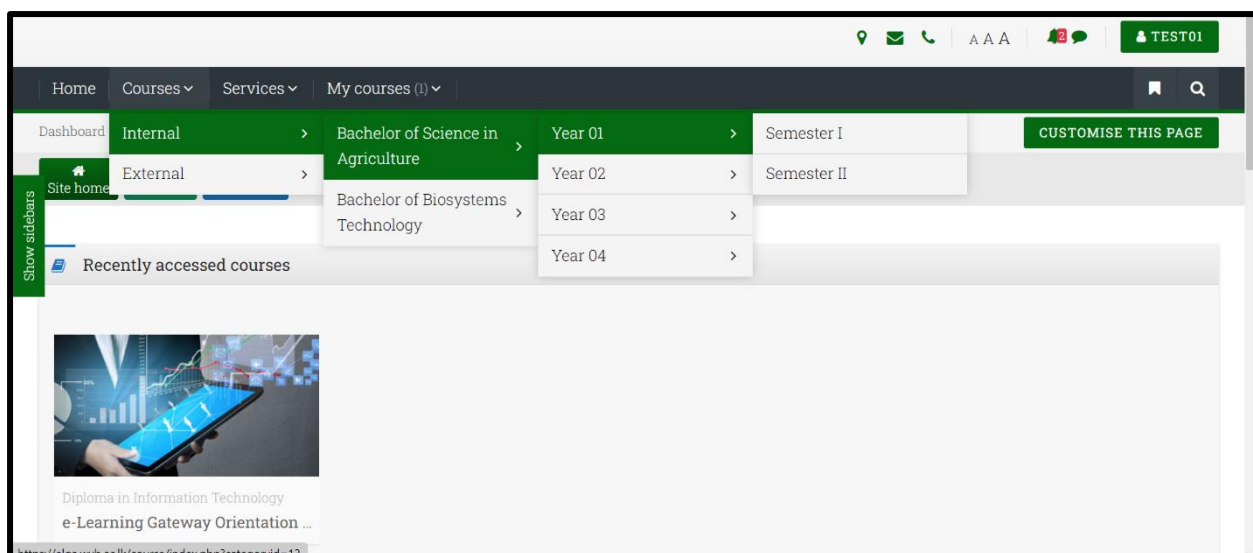 A A A
2
TEST01
Home
Courses
Services
My courses (1)
Dashboard
Internal
Bachelor of Science in
Agriculture
Year 01
Semester I
CUSTOMISE THIS PAGE
Site home
External
Year 02
Semester II
Bachelor of Biosystems
Technology
Year 03
Year 04
Show sidebars
Recently accessed courses
Diploma in Information Technology
e-Learning Gateway Orientation ...